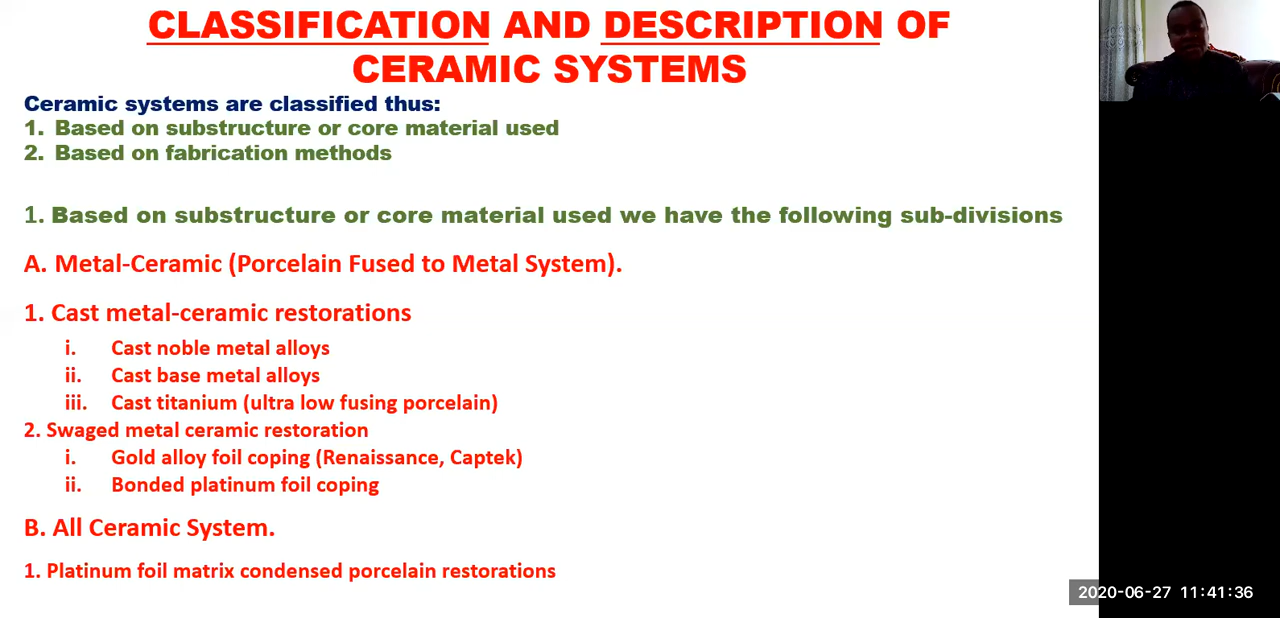 CLASSIFICATION AND DESCRIPTION OF
CERAMIC SYSTEMS
Ceramic systems are classified thus:
1. Based on substructure or core material used
2. Based on fabrication methods
1. Based on substructure or core material used we have the following sub-divisions
A. Metal-Ceramic (Porcelain Fused to Metal System).
1. Cast metal-ceramic restorations
i. Cast noble metal alloys
ii. Cast base metal alloys
iii. Cast titanium (ultra low fusing porcelain)
2. Swaged metal ceramic restoration
i. Gold alloy foil coping (Renaissance, Captek)
ii. Bonded platinum foil coping
B. All Ceramic System.
1. Platinum foil matrix condensed porcelain restorations
2020-06-27 11:41:36